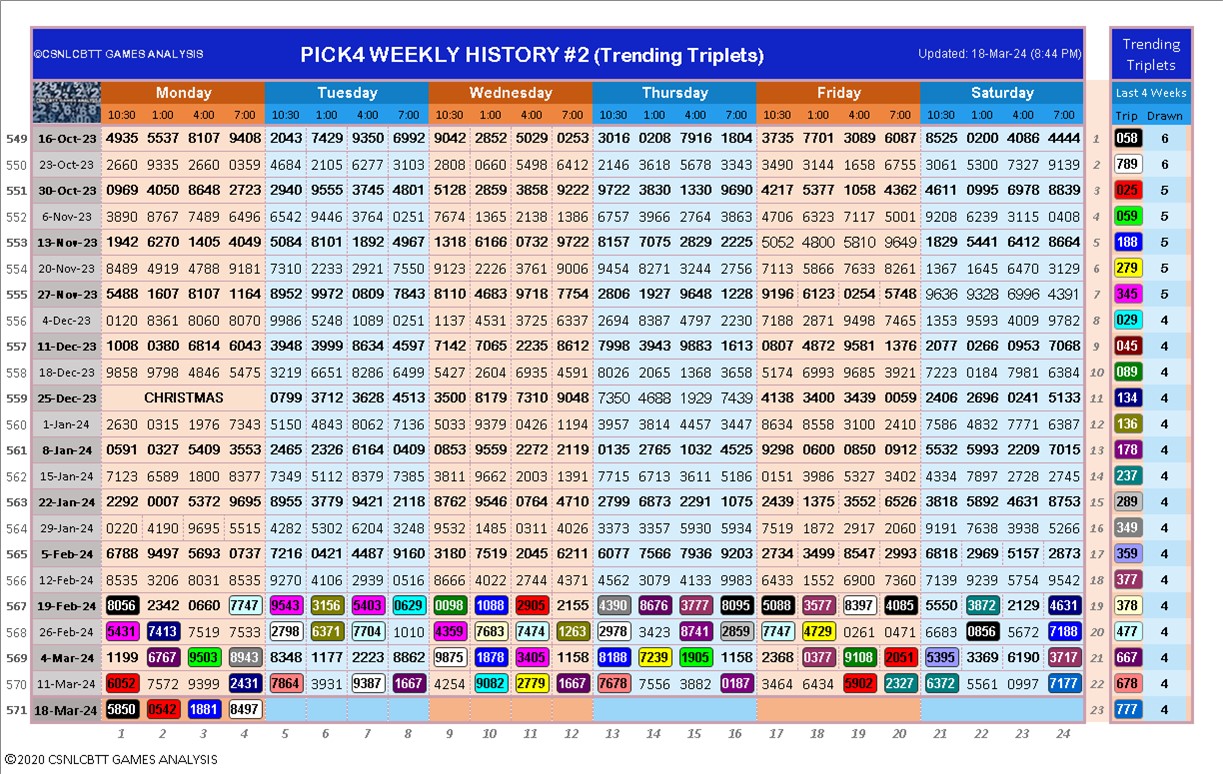 ©CSNLCBTT GAMES ANALYSIS PICK4 WEEKLY HISTORY #2 (Trending Triplets) Updated: 18-Mar-24 (8:44 PM) Trending Triplets
Monday Tuesday Wednesday Thursday Friday Saturday Last 4 Weeks
10:30 1:00 4:00 7:00 10:30 1:00 4:00 7:00 10:30 1:00 4:00 7:00 10:30 1:00 4:00 7:00 10:30 1:00 4:00 7:00 10:30 1:00 4:00 7:00 Trip Drawn
549 16-Oct-23 4935 5537 8107 9408 2043 7429 9350 6992 9042 2852 5029 0253 3016 0208 7916 1804 3735 7701 3089 6087 8525 0200 4086 4444 1 058 6
550 23-Oct-23 2660 9335 2660 0359 4684 2105 6277 3103 2808 0660 5498 6412 2146 3618 5678 3343 3490 3144 1658 6755 3061 5300 7327 9139 2 789 6
551 30-Oct-23 0969 4050 8648 2723 2940 9555 3745 4801 5128 2859 3858 9222 9722 3830 1330 9690 4217 5377 1058 4362 4611 0995 6978 8839 3 025 5
552 6-Nov-23 3890 8767 7489 6496 6542 9446 3764 0251 7674 1365 2138 1386 6757 3966 2764 3863 4706 6323 7117 5001 9208 6239 3115 0408 4 059 5
553 13-Nov-23 1942 6270 1405 4049 5084 8101 1892 4967 1318 6166 0732 9722 8157 7075 2829 2225 5052 4800 5810 9649 1829 5441 6412 8664 5 188 5
554 20-Nov-23 8489 4919 4788 9181 7310 2233 2921 7550 9123 2226 3761 9006 9454 8271 3244 2756 7113 5866 7633 8261 1367 1645 6470 3129 6 279 5
555 27-Nov-23 5488 1607 8107 1164 8952 9972 0809 7843 8110 4683 9718 7754 2806 1927 9648 1228 9196 6123 0254 5748 9636 9328 6996 4391 7 345 5
556 4-Dec-23 0120 8361 8060 8070 9986 5248 1089 0251 1137 4531 3725 6337 2694 8387 4797 2230 7188 2871 9498 7465 1353 9593 4009 9782 8 029 4
557 11-Dec-23 1008 0380 6814 6043 3948 3999 8634 4597 7142 7065 2235 8612 7998 3943 9883 1613 0807 4872 9581 1376 2077 0266 0953 7068 9 045 4
558 18-Dec-23 9858 9798 4846 5475 3219 6651 8286 6499 5427 2604 6935 4591 8026 2065 1368 3658 5174 6993 9685 3921 7223 0184 7981 6384 10 089 4
559 25-Dec-23 CHRISTMAS 0799 3712 3628 4513 3500 8179 7310 9048 7350 4688 1929 7439 4138 3400 3439 0059 2406 2696 0241 5133 11 134 4
560 1-Jan-24 2630 0315 1976 7343 5150 4843 8062 7136 5033 9379 0426 1194 3957 3814 4457 3447 8634 8558 3100 2410 7586 4832 7771 6387 12 136 4
561 8-Jan-24 0591 0327 5409 3553 2465 2326 6164 0409 0853 9559 2272 2119 0135 2765 1032 4525 9298 0600 0850 0912 5532 5993 2209 7015 13 178 4
562 15-Jan-24 7123 6589 1800 8377 7349 5112 8379 7385 3811 9662 2003 1391 7715 6713 3611 5186 0151 3986 5327 3402 4334 7897 2728 2745 14 237 4
563 22-Jan-24 2292 0007 5372 9695 8955 3779 9421 2118 8762 9546 0764 4710 2799 6873 2291 1075 2439 1375 3552 6526 3818 5892 4631 8753 15 289 4
564 29-Jan-24 0220 4190 9695 5515 4282 5302 6204 3248 9532 1485 0311 4026 3373 3357 5930 5934 7519 1872 2917 2060 9191 7638 3938 5266 16 349 4
565 5-Feb-24 6788 9497 5693 0737 7216 0421 4487 9160 3180 7519 2045 6211 6077 7566 7936 9203 2734 3499 8547 2993 6818 2969 5157 2873 17 359 4
566 12-Feb-24 8535 3206 8031 8535 9270 4106 2939 0516 8666 4022 2744 4371 4562 3079 4133 9983 6433 1552 6900 7360 7139 9239 5754 9542 18 377 4
567 19-Feb-24 8056 2342 0660 7747 9543 3156 5403 0629 0098 1088 2905 2155 4390 8676 3777 8095 5088 3577 8397 4085 5550 3872 2129 4631 19 378 4
568 26-Feb-24 5431 7413 7519 7533 2798 6371 7704 1010 4359 7683 7474 1263 2978 3423 8741 2859 7747 4729 0261 0471 6683 0856 5672 7188 20 477 4
569 4-Mar-24 1199 6767 9503 8943 8348 1177 2223 8862 9875 1878 3405 1158 8188 7239 1905 1158 2368 0377 9108 2051 5395 3369 6190 3717 21 667 4
570 11-Mar-24 6052 7572 9399 2431 7864 3931 9387 1667 4254 9082 2779 1667 7678 7556 3882 0187 3464 1434 5902 2327 6372 5561 0997 7177 22 678 4
571 18-Mar-24 5850 0542 1881 8497 23 777 4
1 2 3 4 5 6 7 8 9 10 11 12 13 14 15 16 17 18 19 20 21 22 23 24
©2020 CSNLCBTT GAMES ANALYSIS